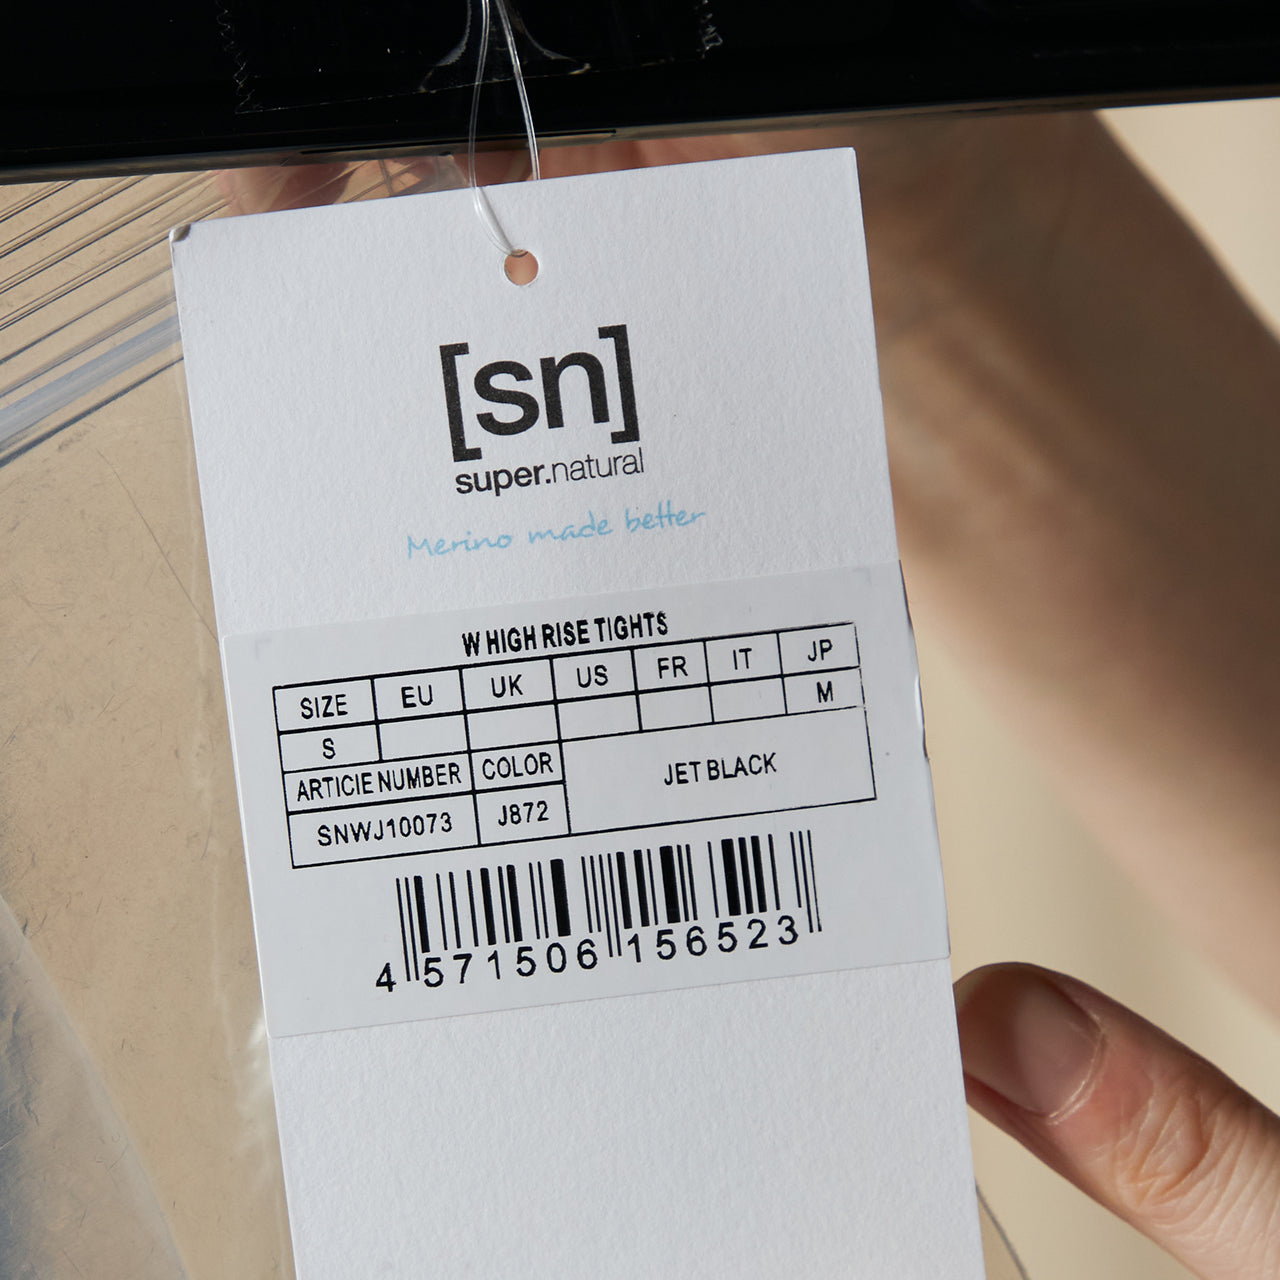 [sn]
super.natural
Merino made better
W HIGH RISE TIGHTS
SIZE EU UK US FR IT JP
S M
ARTICIE NUMBER COLOR JET BLACK
SNWJ10073 J872
4 571506 156523